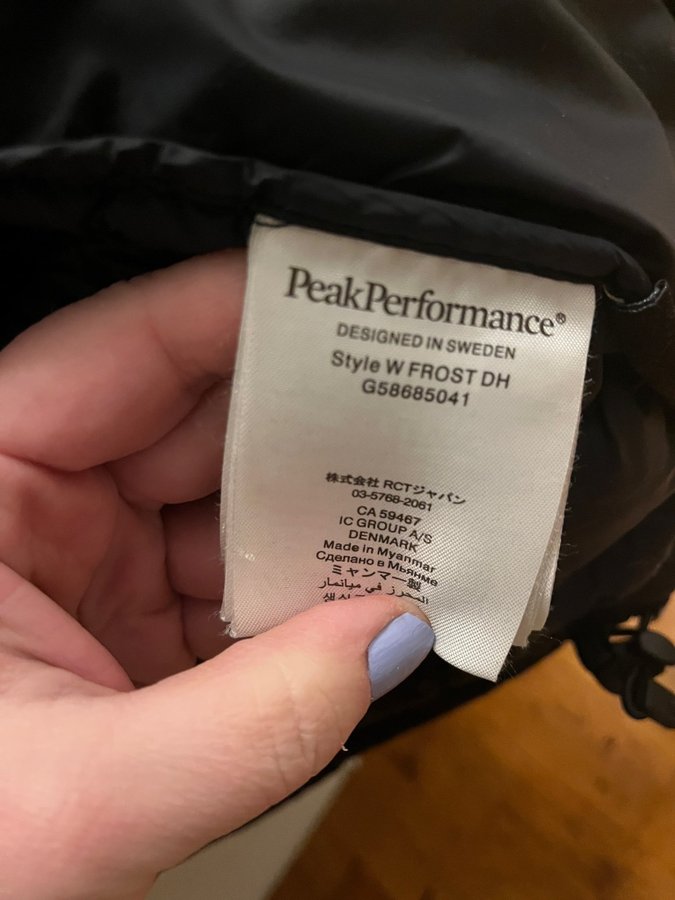 PeakPerformance®
DESIGNED IN SWEDEN
Style W FROST DH
G58685041
株式会社 RCTジャパン
03-5768-2061
CA 59467
IC GROUP A/S
DENMARK
Made in Myanmar
Сделано в Мьянме
ミャンマー製
في ميانمار